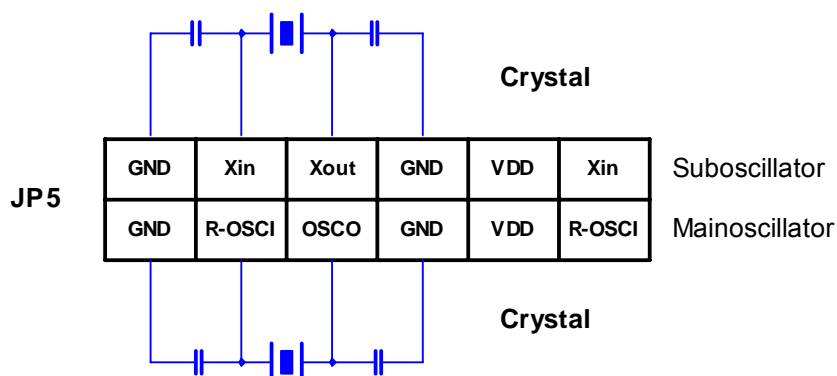 Crystal
GND Xin Xout GND VDD Xin Suboscillator
JP5
GND R-OSCI OSCO GND VDD R-OSCI Mainoscillator
Crystal